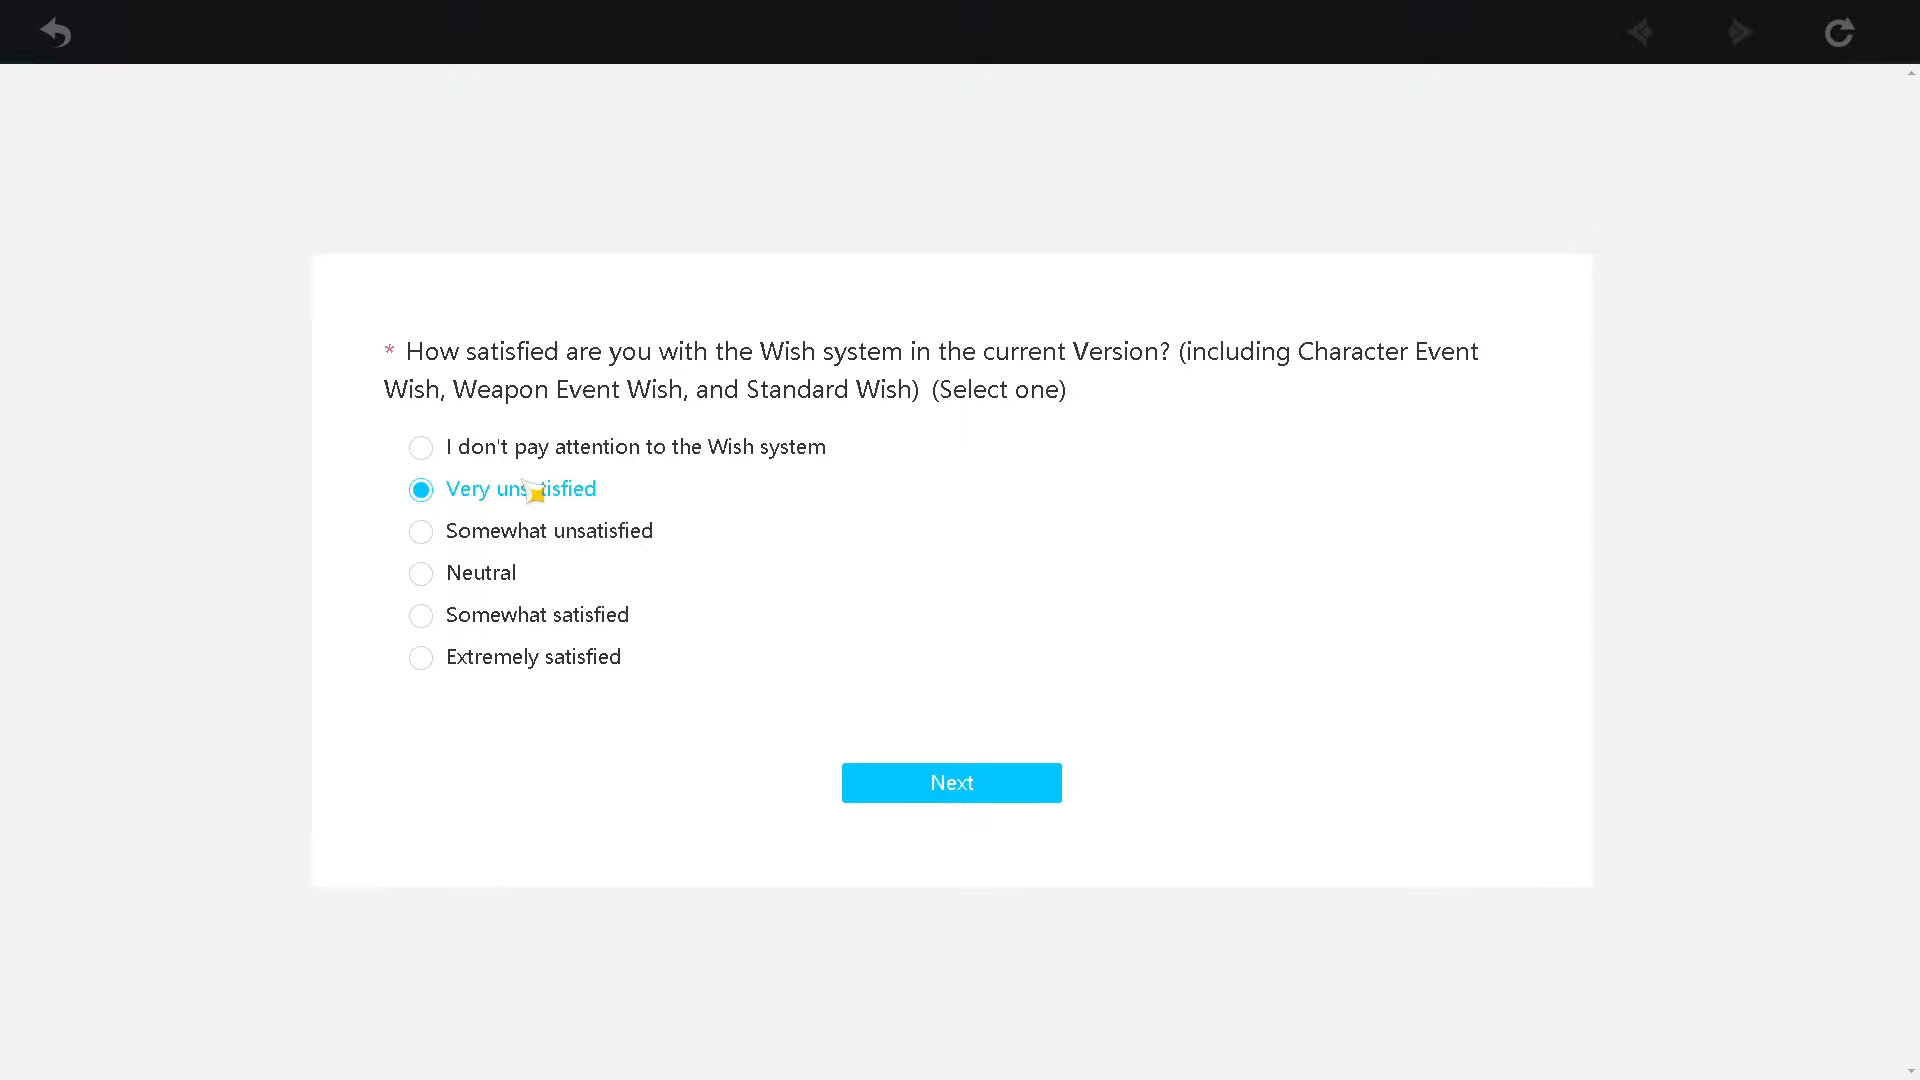 * How satisfied are you with the Wish system in the current Version? (including Character Event
Wish, Weapon Event Wish, and Standard Wish) (Select one)
I don't pay attention to the Wish system
Very unsatisfied
Somewhat unsatisfied
Neutral
Somewhat satisfied
Extremely satisfied
Next